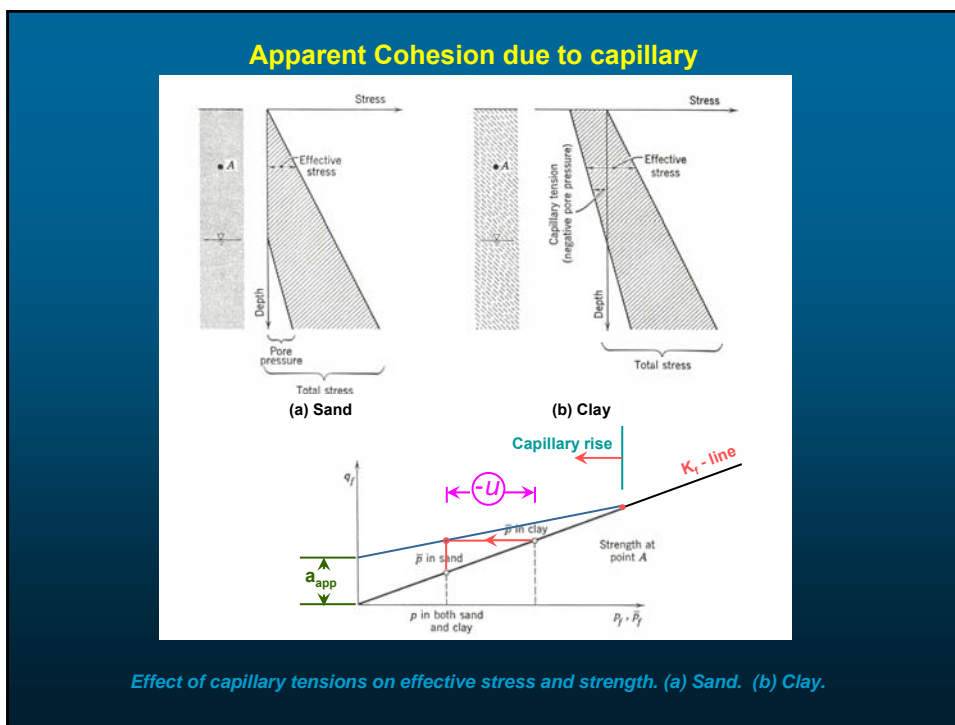 Apparent Cohesion due to capillary
Stress
A
Effective
stress
Depth
Pore
pressure
Total stress
(a) Sand
Stress
A
Effective
stress
Capillary tension
(negative pore pressure)
Depth
Total stress
(b) Clay
Capillary rise
Kf - line
qf
-u
p̄ in clay
p̄ in sand
Strength at
point A
aapp
p in both sand
and clay
pf , p̄f
Effect of capillary tensions on effective stress and strength. (a) Sand. (b) Clay.